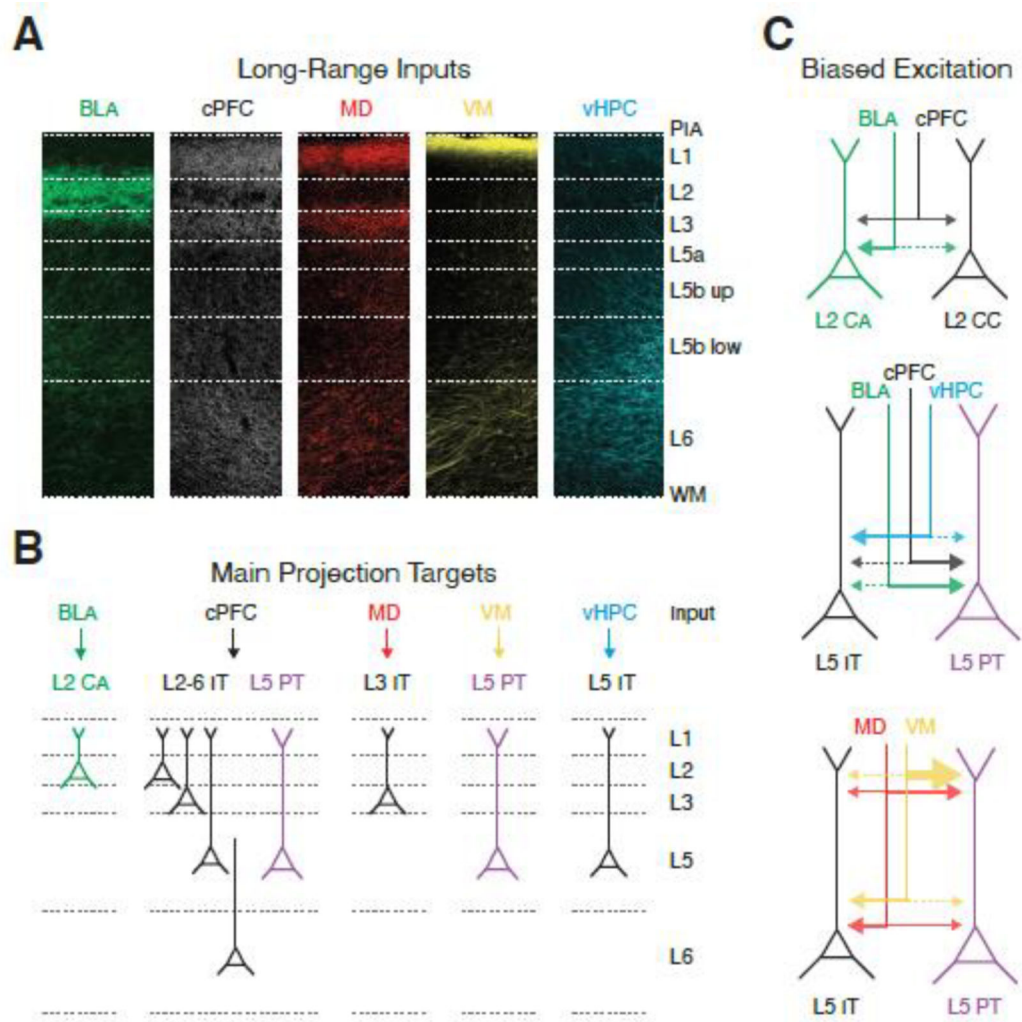 A
Long-Range Inputs
BLA cPFC MD VM vHPC
PIA
L1
L2
L3
L5a
L5b up
L5b low
L6
WM
B
Main Projection Targets
BLA cPFC MD VM vHPC Input
L2 CA L2-6 IT L5 PT L3 IT L5 PT L5 IT
L1
L2
L3
L5
L6
C
Biased Excitation
BLA cPFC
L2 CA L2 CC
cPFC
BLA vHPC
L5 IT L5 PT
MD VM
L5 IT L5 PT